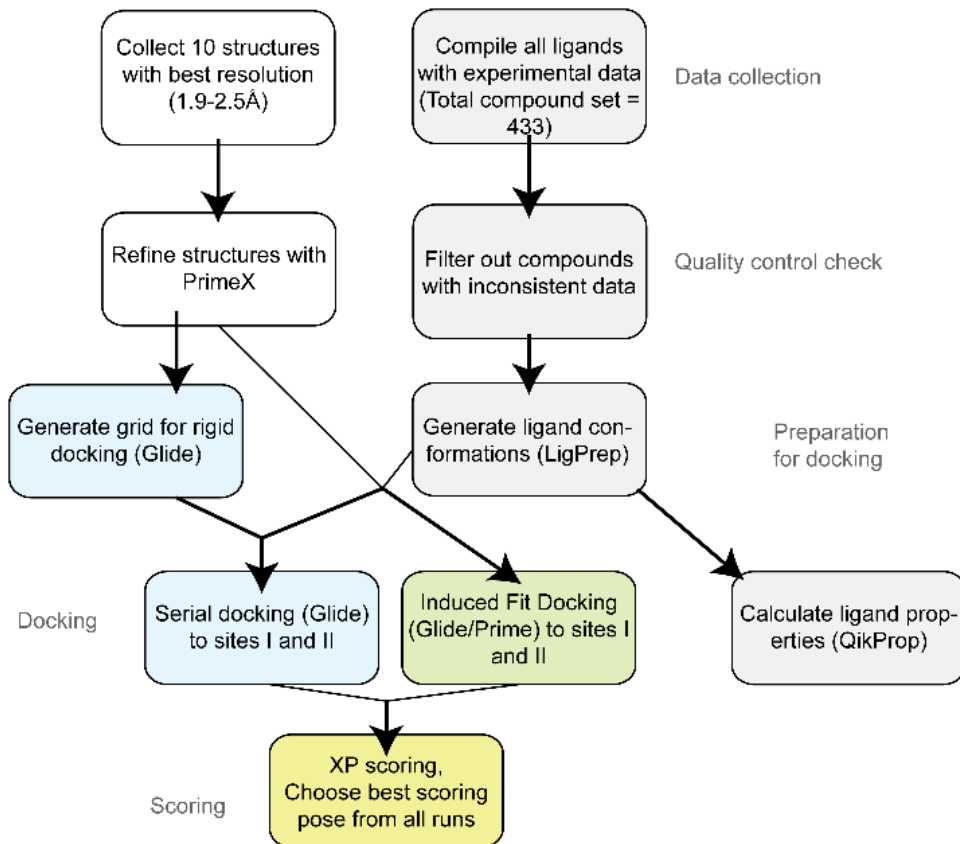 Collect 10 structures
with best resolution
(1.9-2.5Å)
Compile all ligands
with experimental data
(Total compound set =
433)
Data collection
Refine structures with
PrimeX
Filter out compounds
with inconsistent data
Quality control check
Generate grid for rigid
docking (Glide)
Generate ligand con-
formations (LigPrep)
Preparation
for docking
Docking
Serial docking (Glide)
to sites I and II
Induced Fit Docking
(Glide/Prime) to sites I
and II
Calculate ligand prop-
erties (QikProp)
Scoring
XP scoring,
Choose best scoring
pose from all runs